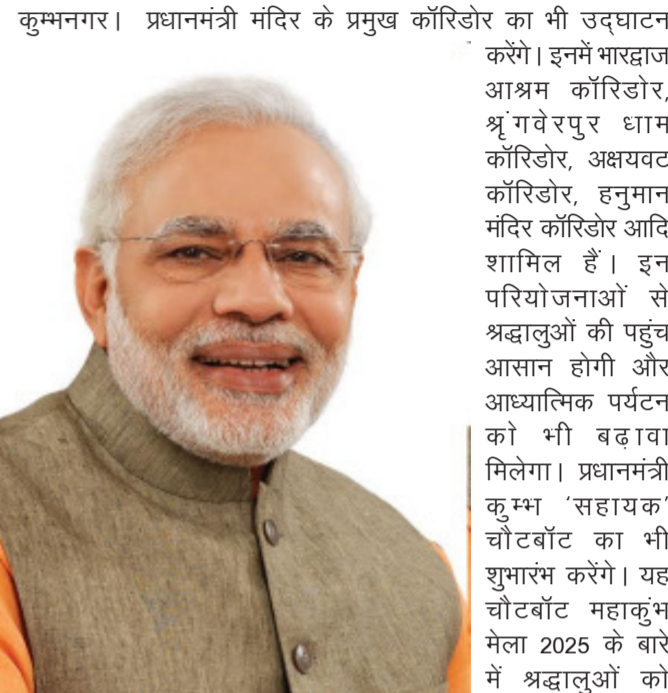 कुम्भनगर। प्रधानमंत्री मंदिर के प्रमुख कॉरिडोर का भी उद्घाटन
करेंगे। इनमें भारद्वाज
आश्रम कॉरिडोर,
श्रृंगवेरपुर धाम
कॉरिडोर, अक्षयवट
कॉरिडोर, हनुमान
मंदिर कॉरिडोर आदि
शामिल हैं। इन
परियोजनाओं से
श्रद्धालुओं की पहुंच
आसान होगी और
आध्यात्मिक पर्यटन
को भी बढ़ावा
मिलेगा। प्रधानमंत्री
कुम्भ ‘सहायक’
चौटबॉट का भी
शुभारंभ करेंगे। यह
चौटबॉट महाकुंभ
मेला 2025 के बारे
में श्रद्धालुओं को